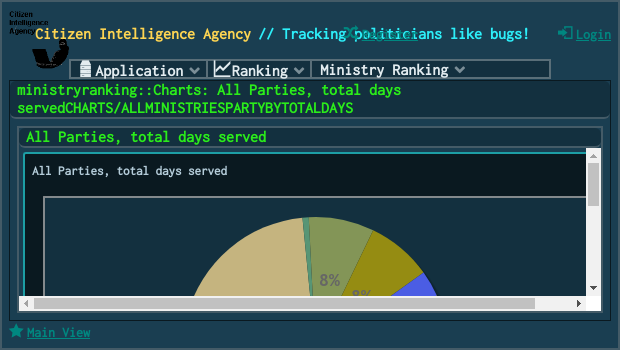 Citizen
Intelligence
Agency
Citizen Intelligence Agency // Tracking politicians like bugs!
Register
Login
Application
Ranking
Ministry Ranking
ministryranking::Charts: All Parties, total days
servedCHARTS/ALLMINISTRIESPARTYBYTOTALDAYS
All Parties, total days served
All Parties, total days served
8%
8%
Main View